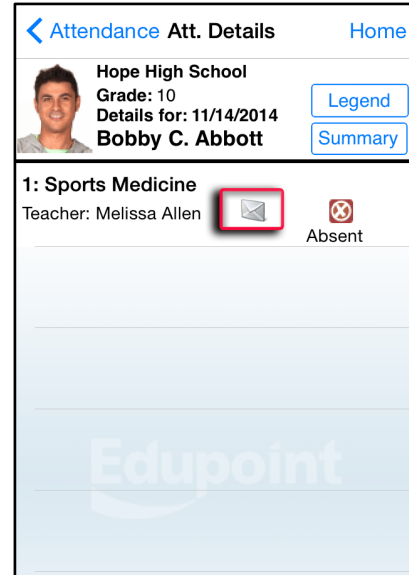 Attendance Att. Details Home
Hope High School
Grade: 10
Legend
Details for: 11/14/2014
Bobby C. Abbott
Summary
1: Sports Medicine
Teacher: Melissa Allen
Absent
Edupoint